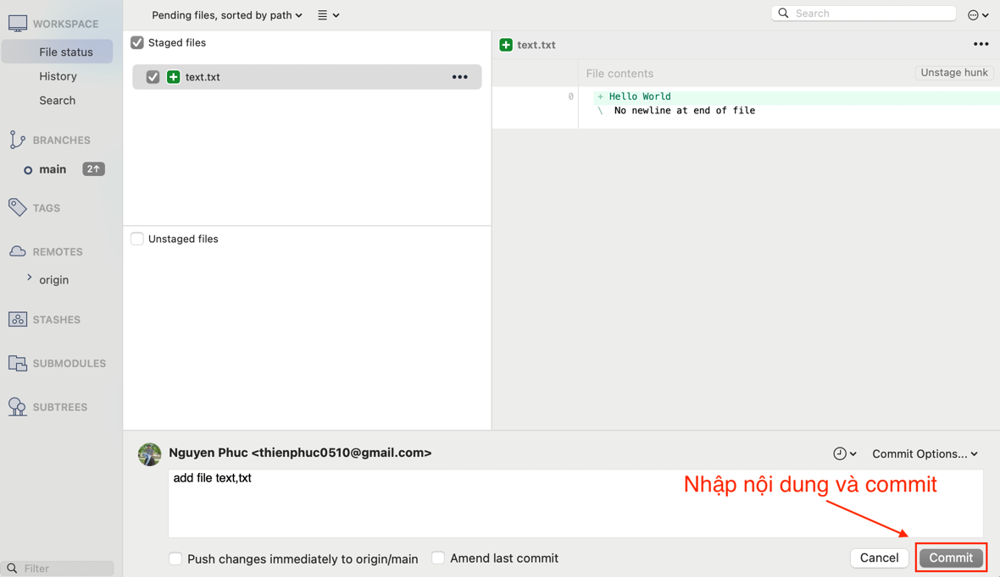 WORKSPACE
File status
History
Search
BRANCHES
main 2↑
TAGS
REMOTES
origin
STASHES
SUBMODULES
SUBTREES
Filter
Pending files, sorted by path
Search
Staged files
text.txt
Unstaged files
text.txt
File contents Unstage hunk
0 + Hello World
\ No newline at end of file
Nguyen Phuc <thienphuc0510@gmail.com>
Commit Options...
add file text,txt
Nhập nội dung và commit
Push changes immediately to origin/main Amend last commit
Cancel Commit